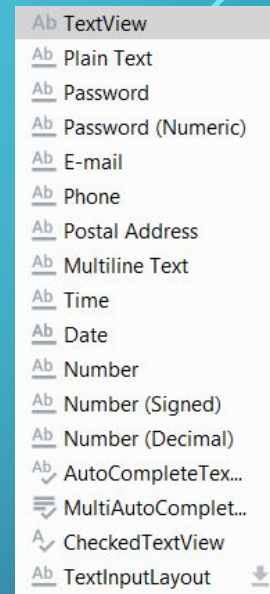 Ab TextView
Ab Plain Text
Ab Password
Ab Password (Numeric)
Ab E-mail
Ab Phone
Ab Postal Address
Ab Multiline Text
Ab Time
Ab Date
Ab Number
Ab Number (Signed)
Ab Number (Decimal)
Ab AutoCompleteTex...
MultiAutoComplet...
A CheckedTextView
Ab TextInputLayout